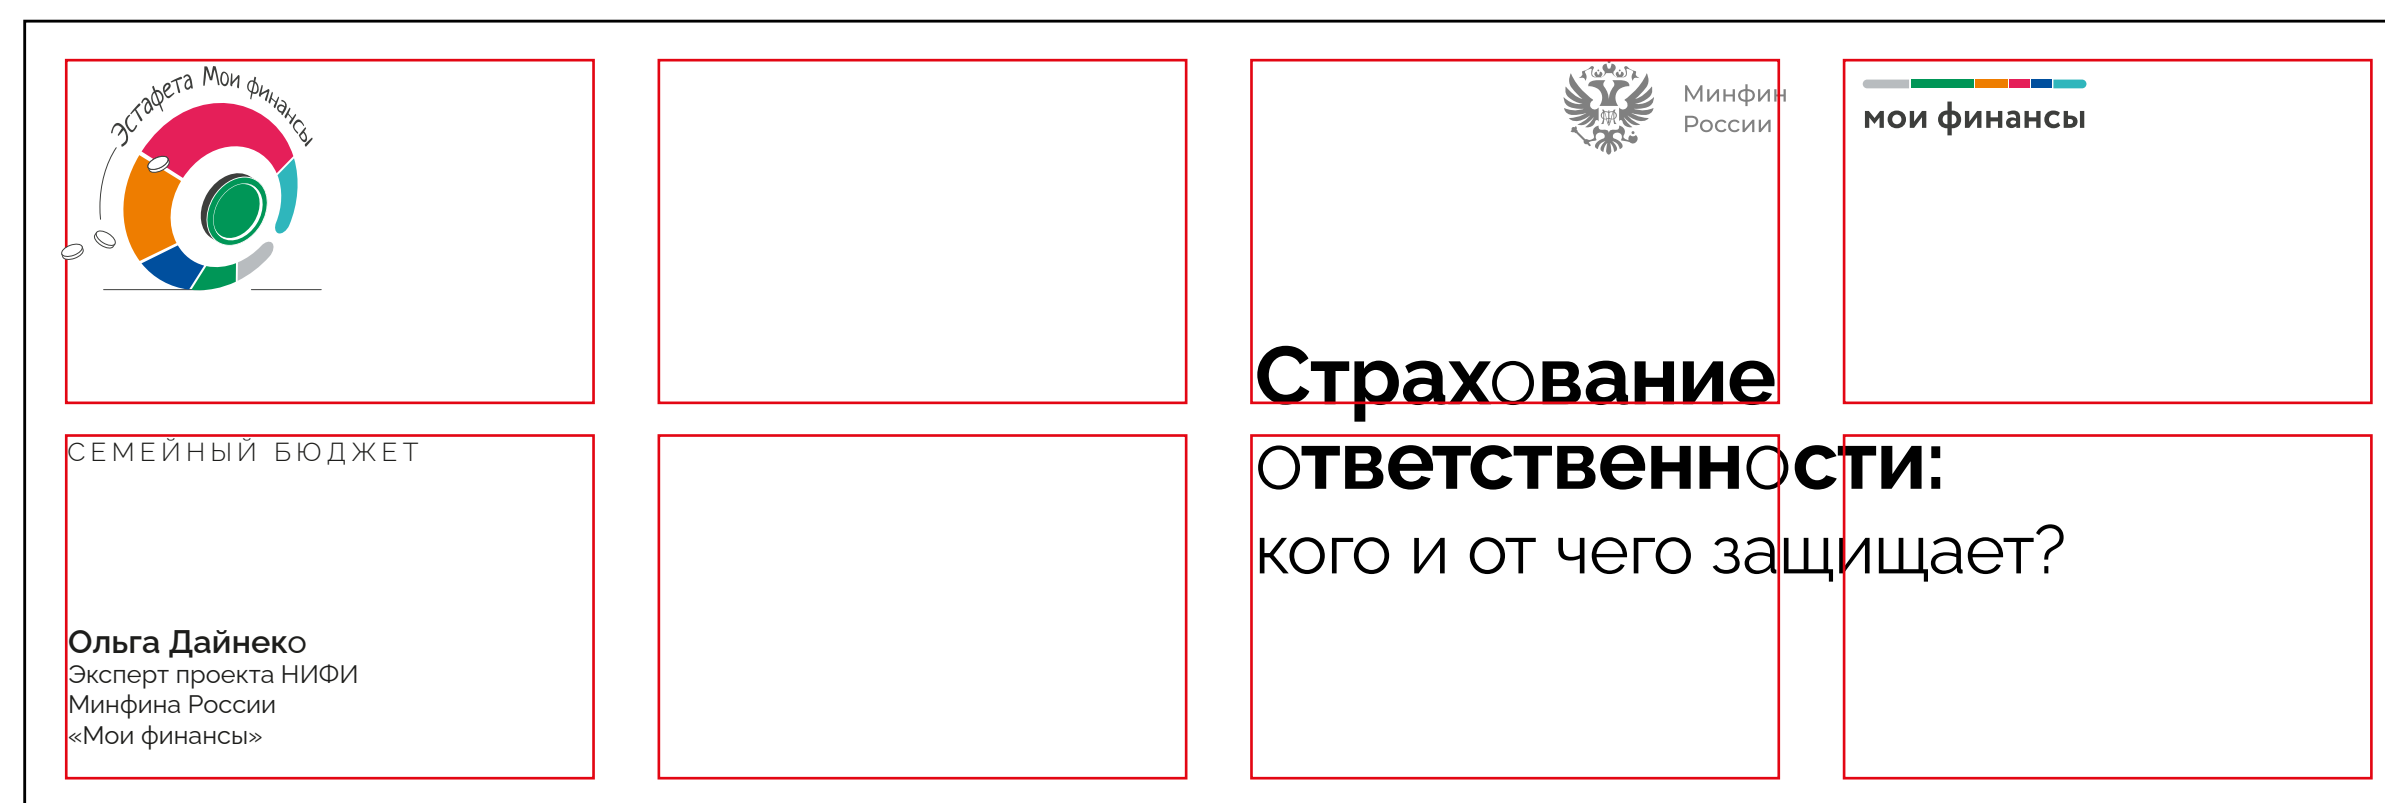 Эстафета Мои финансы
Минфин
России
мои финансы
Страхование
ответственности:
кого и от чего защищает?
СЕМЕЙНЫЙ БЮДЖЕТ
Ольга Дайнеко
Эксперт проекта НИФИ
Минфина России
«Мои финансы»